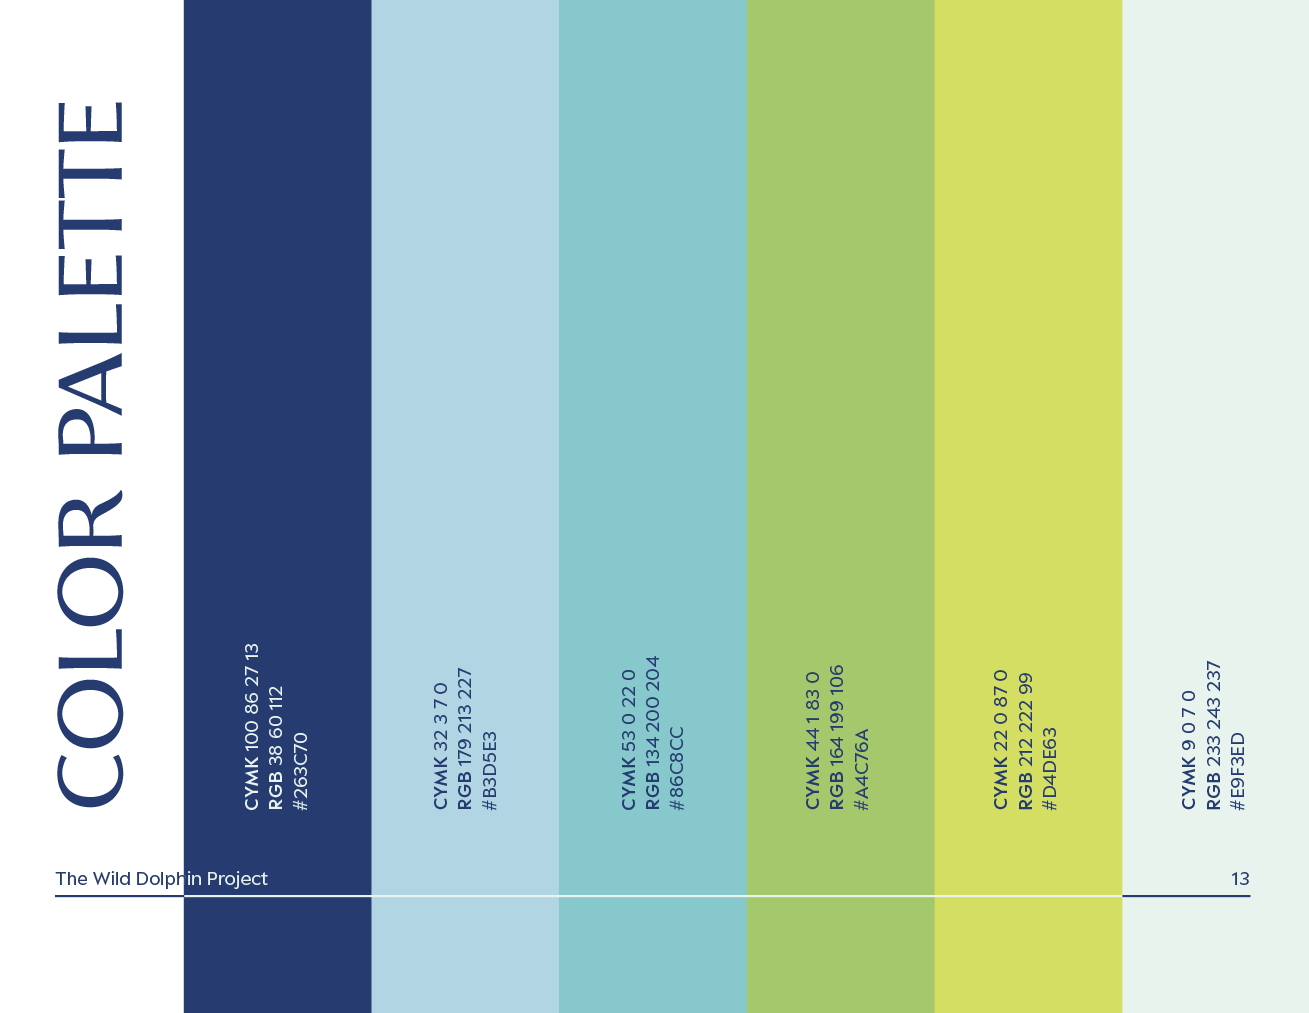 COLOR PALETTE
CYMK 100 86 27 13
RGB 38 60 112
#263C70
CYMK 32 3 7 0
RGB 179 213 227
#B3D5E3
CYMK 53 0 22 0
RGB 134 200 204
#86C8CC
CYMK 44 1 83 0
RGB 164 199 106
#A4C76A
CYMK 22 0 87 0
RGB 212 222 99
#D4DE63
CYMK 9 0 7 0
RGB 233 243 237
#E9F3ED
The Wild Dolphin Project
13